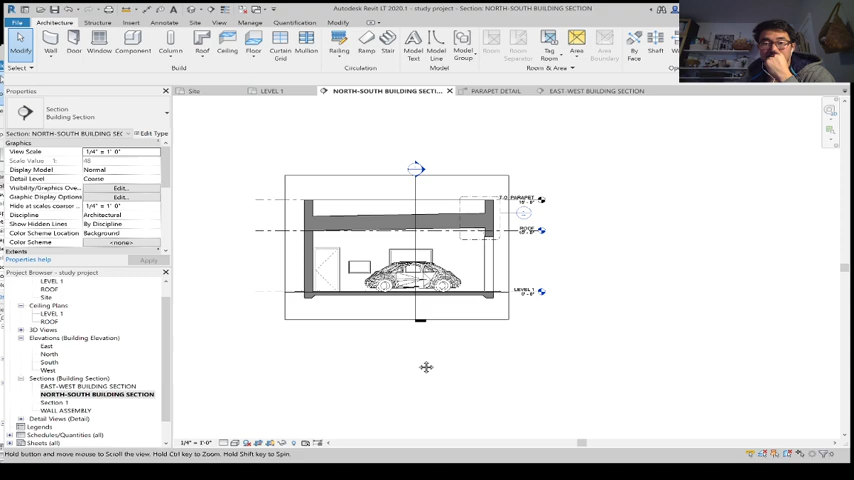 Autodesk Revit LT 2020.1 - study project - Section: NORTH-SOUTH BUILDING SECTION
File Architecture Structure Insert Annotate Site View Manage Quantification
Modify Wall Door Window Component Column Roof Ceiling Floor Curtain Mullion Railing Ramp Stair Model Text Model Line Model Group Room Separator Tag Room Area Area Boundary By Face Shaft
Select Build Circulation Room & Area
Properties
Site
LEVEL 1
NORTH-SOUTH BUILDING SECTI...
PARAPET DETAIL
EAST-WEST BUILDING SECTION
Section
Building Section
Section: NORTH-SOUTH BUILDING SEC
Edit Type
Graphics
View Scale 1/4" = 1' 0"
Scale Value 1: 48
Display Model Normal
Detail Level Coarse
Visibility/Graphics Ove... Edit...
Graphic Display Options Edit...
Hide at scales coarser ... 1/4" = 1' 0"
Discipline Architectural
Show Hidden Lines By Discipline
Color Scheme Location Background
Color Scheme <none>
Extents
Properties help
Apply
Project Browser - study project
LEVEL 1
ROOF
Site
Ceiling Plans
LEVEL 1
ROOF
3D Views
Elevations (Building Elevation)
East
North
South
West
Sections (Building Section)
EAST-WEST BUILDING SECTION
NORTH-SOUTH BUILDING SECTION
Section 1
WALL ASSEMBLY
Detail Views (Detail)
Legends
Schedules/Quantities (all)
Sheets (all)
T.O. PARAPET
ROOF
LEVEL 1
0' - 0"
1/4" = 1'-0"
Hold button and move mouse to Scroll the view. Hold Ctrl key to Zoom. Hold Shift key to Spin.